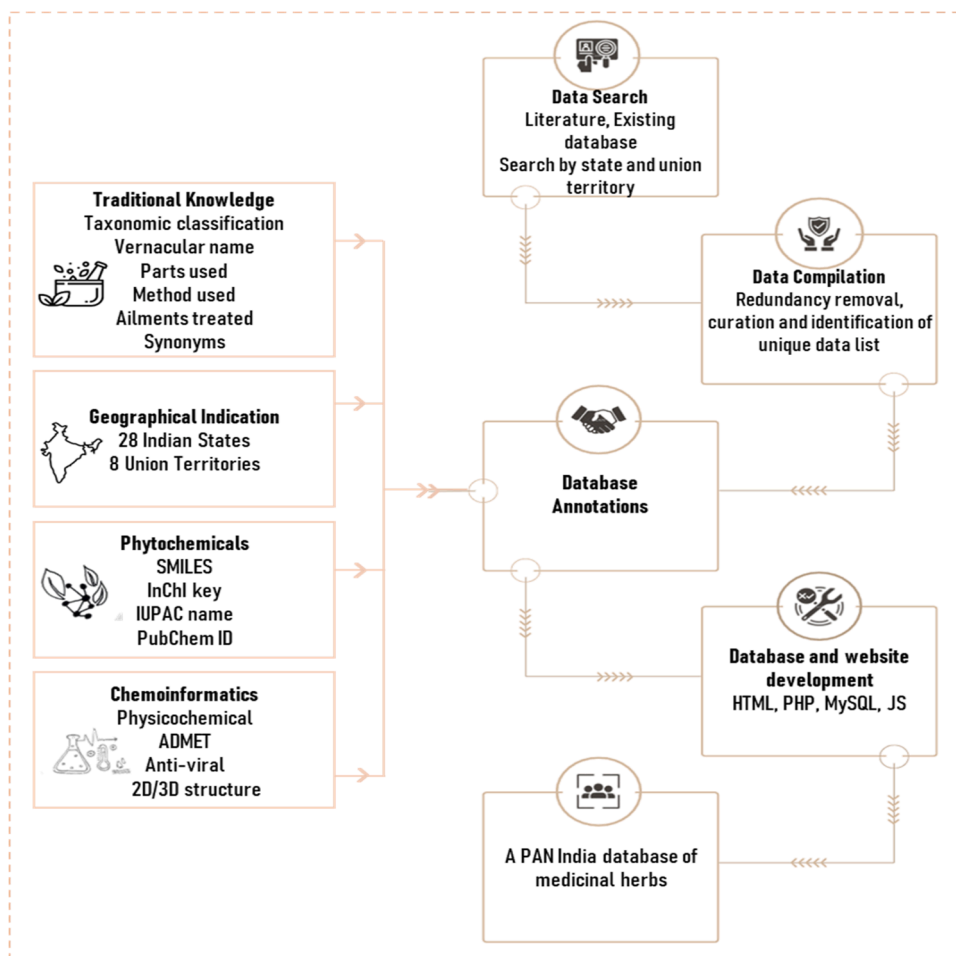 Data Search
Literature, Existing
database
Search by state and union
territory
Traditional Knowledge
Taxonomic classification
Vernacular name
Parts used
Method used
Ailments treated
Synonyms
Data Compilation
Redundancy removal,
curation and identification of
unique data list
Geographical Indication
28 Indian States
8 Union Territories
Database
Annotations
Phytochemicals
SMILES
InChI key
IUPAC name
PubChem ID
Database and website
development
HTML, PHP, MySQL, JS
Chemoinformatics
Physicochemical
ADMET
Anti-viral
2D/3D structure
A PAN India database of
medicinal herbs